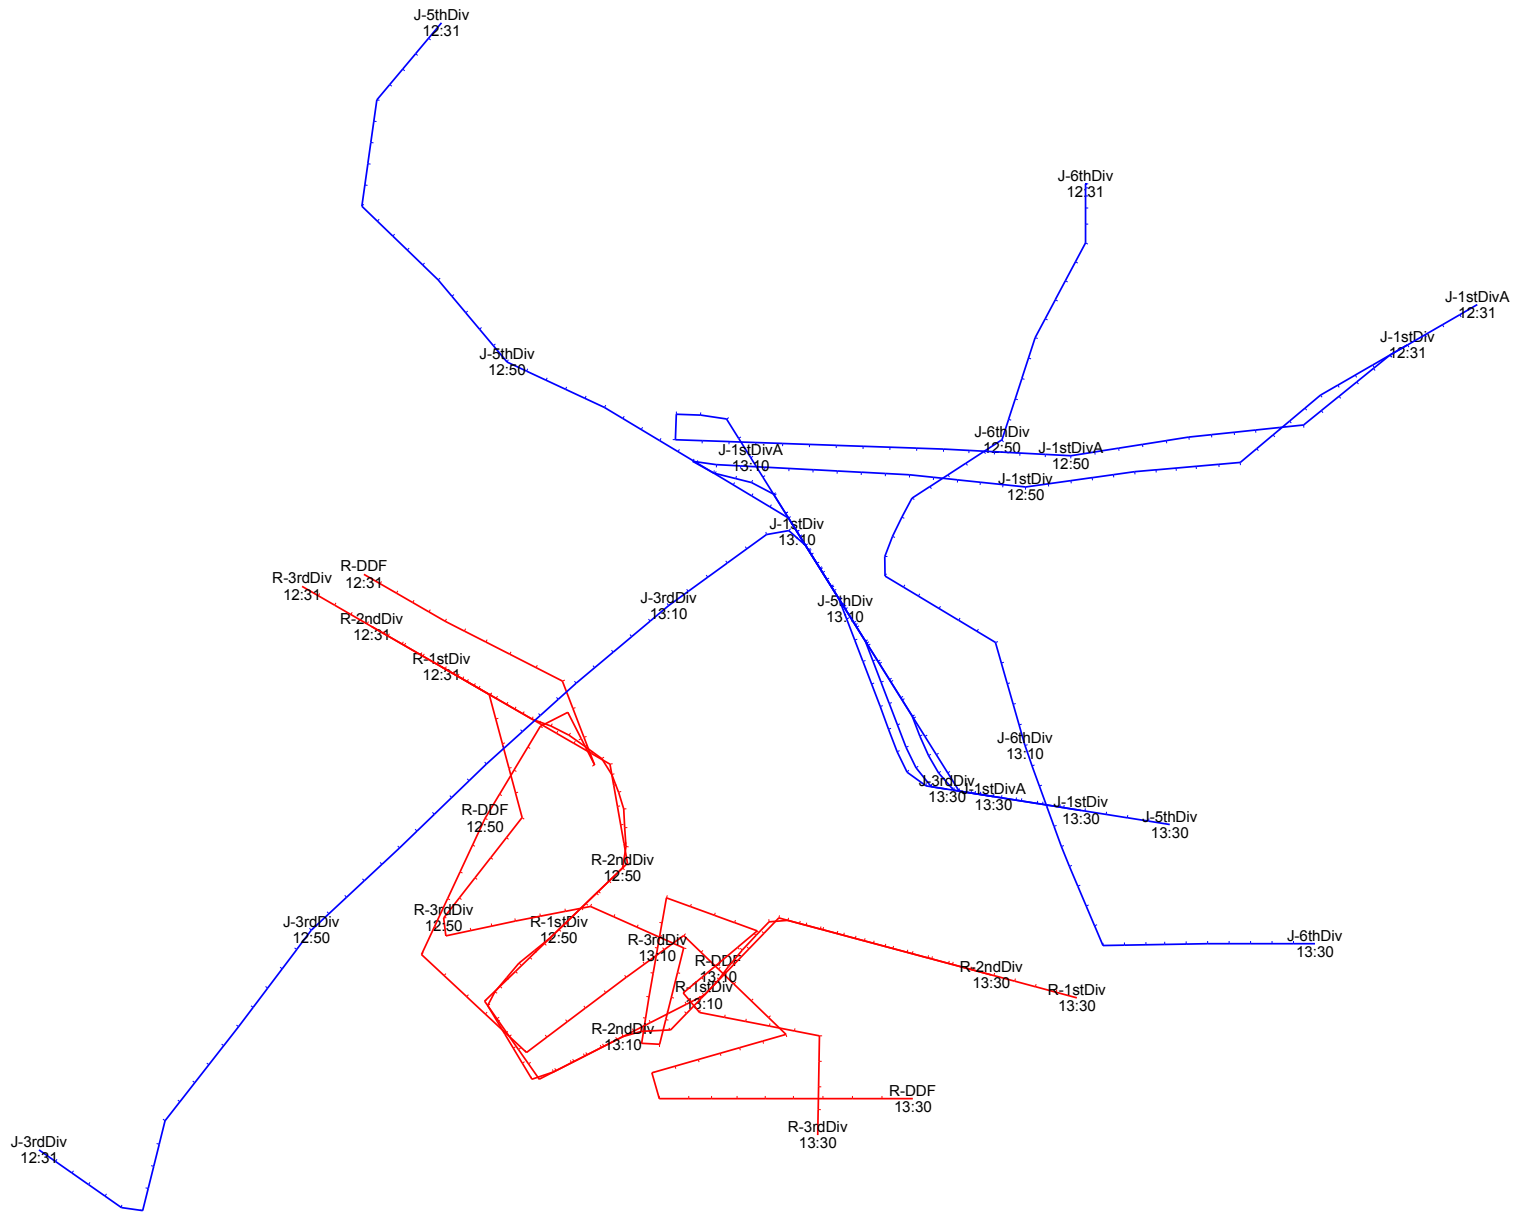 J-5thDiv
12:31
J-6thDiv
12:31
J-1stDivA
12:31
J-1stDiv
12:31
J-5thDiv
12:50
J-6thDiv
12:50
J-1stDivA
12:50
J-1stDivA
13:10
J-1stDiv
12:50
J-1stDiv
13:10
R-DDF
12:31
R-3rdDiv
12:31
J-3rdDiv
13:10
J-5thDiv
13:10
R-2ndDiv
12:31
R-1stDiv
12:31
J-6thDiv
13:10
J-3rdDiv
13:30
J-1stDivA
13:30
J-1stDiv
13:30
J-5thDiv
13:30
R-DDF
12:50
R-2ndDiv
12:50
R-3rdDiv
12:50
J-3rdDiv
12:50
R-1stDiv
12:50
J-6thDiv
13:30
R-3rdDiv
13:10
R-DDF
13:10
R-2ndDiv
13:30
R-1stDiv
13:10
R-1stDiv
13:30
R-2ndDiv
13:10
R-DDF
13:30
R-3rdDiv
13:30
J-3rdDiv
12:31